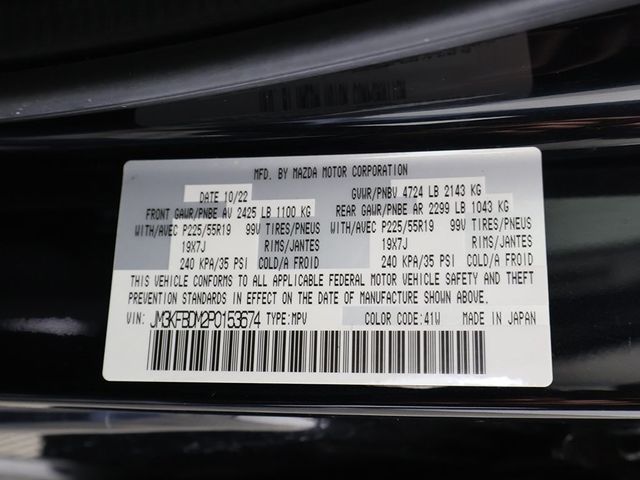 MFD. BY MAZDA MOTOR CORPORATION
DATE 10/22 GVWR/PNBV 4724 LB 2143 KG
FRONT GAWR/PNBE AV 2425 LB 1100 KG REAR GAWR/PNBE AR 2299 LB 1043 KG
WITH/AVEC P225/55R19 99V TIRES/PNEUS WITH/AVEC P225/55R19 99V TIRES/PNEUS
19X7J RIMS/JANTES 19X7J RIMS/JANTES
240 KPA/35 PSI COLD/A FROID 240 KPA/35 PSI COLD/A FROID
THIS VEHICLE CONFORMS TO ALL APPLICABLE FEDERAL MOTOR VEHICLE SAFETY AND THEFT
PREVENTION STANDARDS IN EFFECT ON THE DATE OF MANUFACTURE SHOWN ABOVE.
VIN: JM3KFBDM2P0153674 TYPE:MPV COLOR CODE:41W MADE IN JAPAN